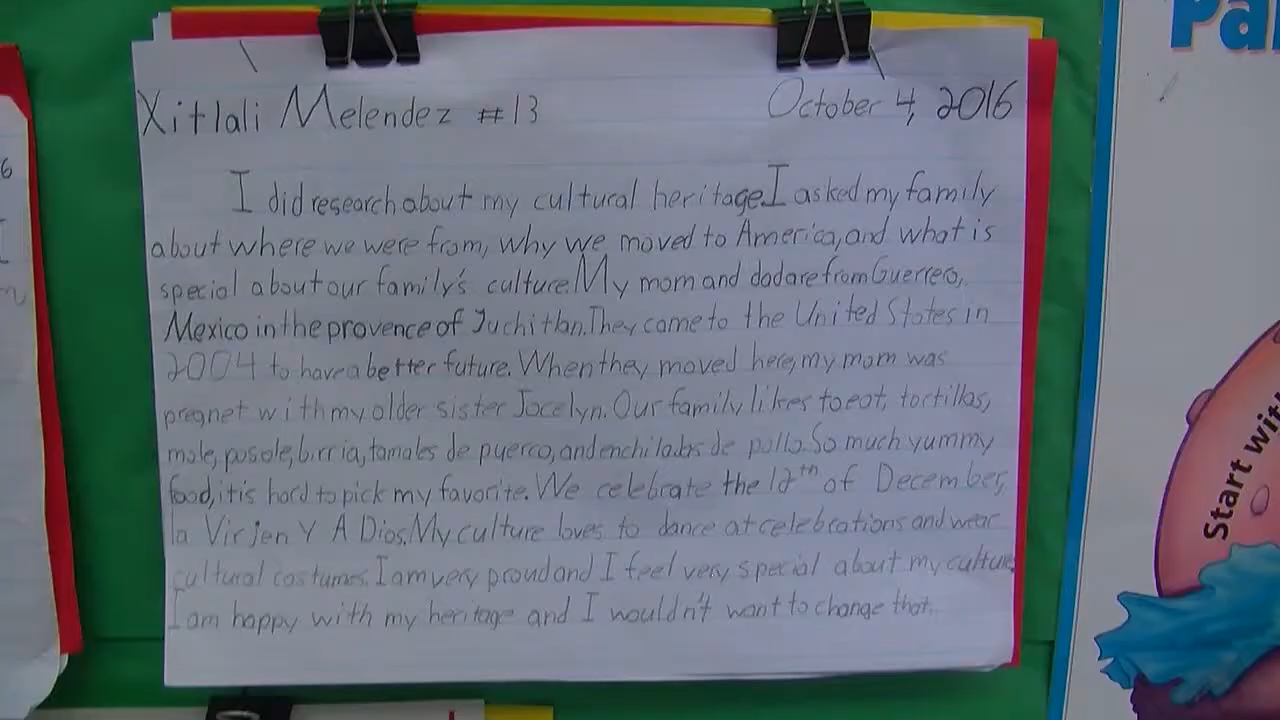 Xitlali Melendez #13 October 4, 2016
I did research about my cultural heritage. I asked my family
about where we were from, why we moved to America, and what is
special about our family's culture. My mom and dad are from Guerrero,
Mexico in the provence of Juchitlan. They came to the United States in
2004 to have a better future. When they moved here, my mom was
pregnet with my older sister Jocelyn. Our family likes to eat, tortillas,
mole, posole, birria, tamales de puerco, and enchiladas de pollo. So much yummy
food, it is hard to pick my favorite. We celebrate the 12th of December,
la Virjen Y A Dios. My culture loves to dance at celebrations and wear
cultural costumes. I am very proud and I feel very special about my culture.
I am happy with my heritage and I wouldn't want to change that.
Start with
Pa
6
I